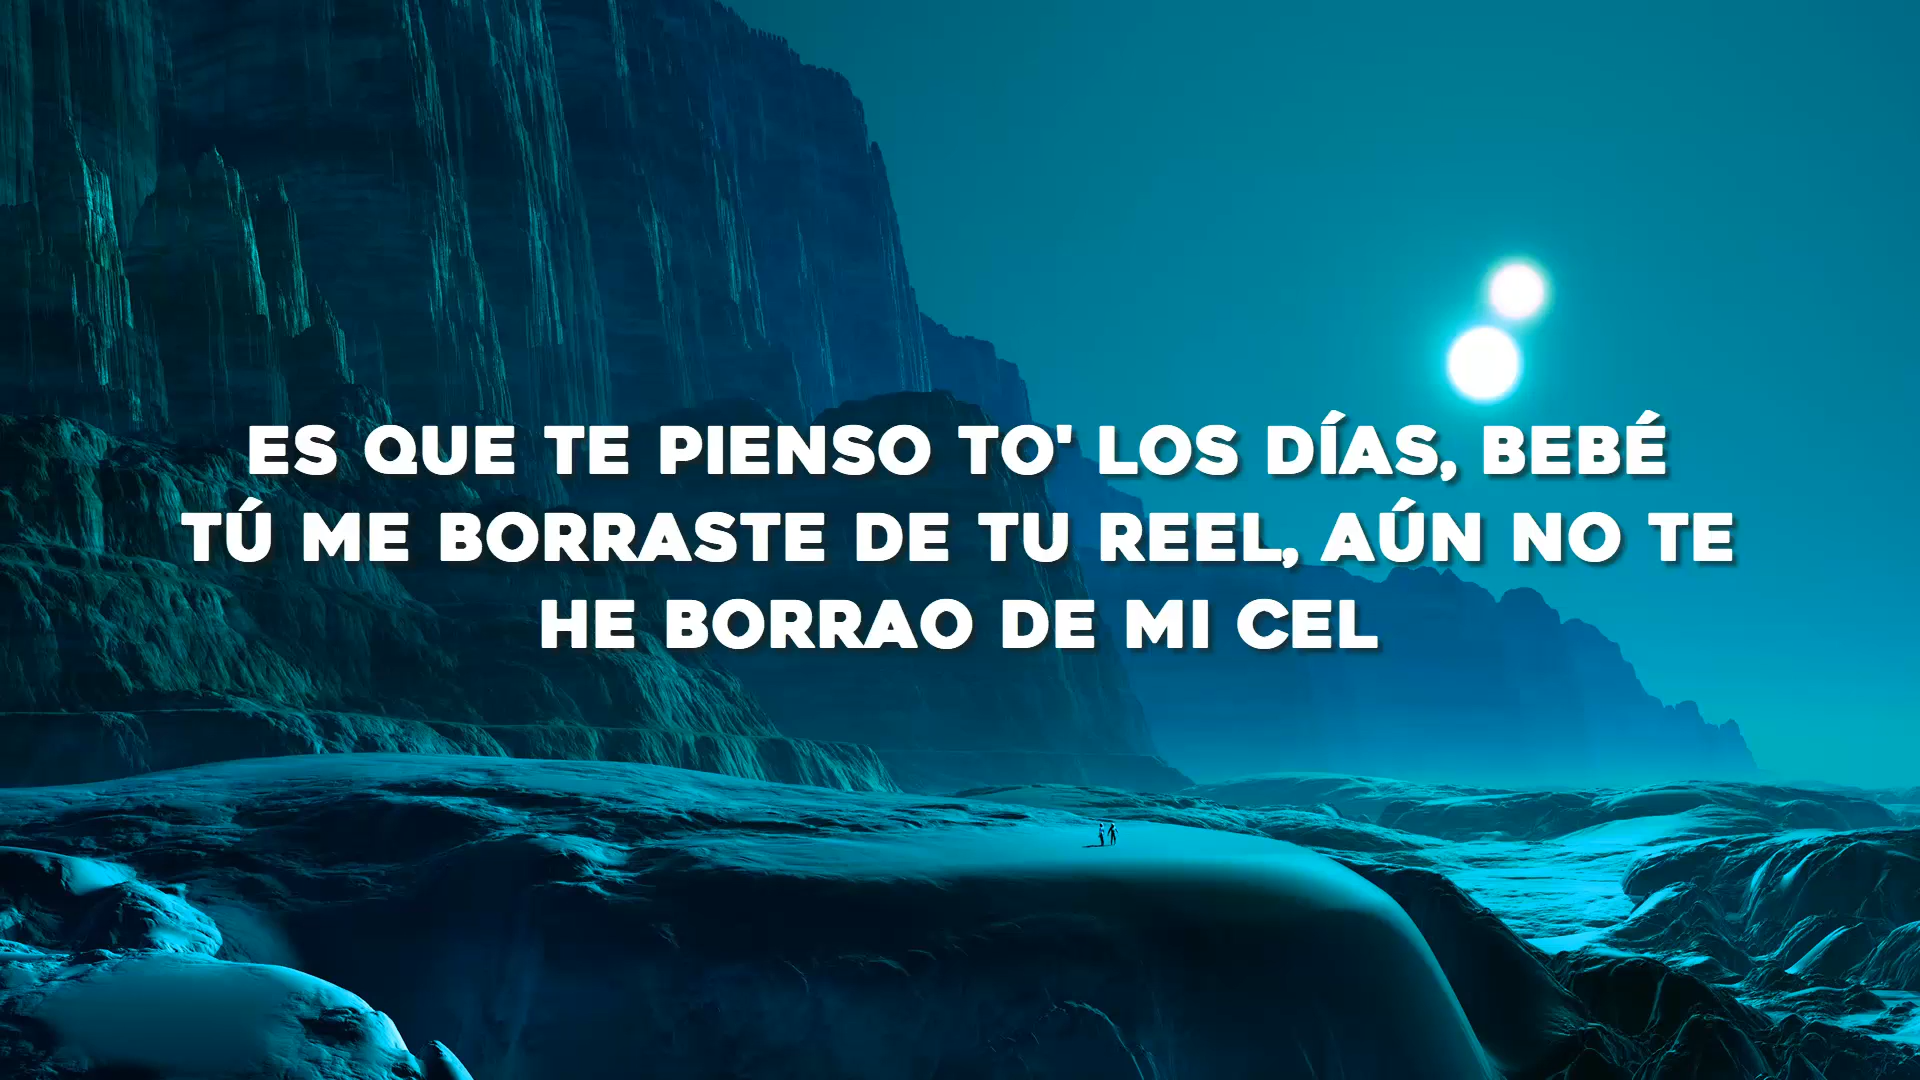 ES QUE TE PIENSO TO' LOS DÍAS, BEBÉ
TÚ ME BORRASTE DE TU REEL, AÚN NO TE
HE BORRAO DE MI CEL